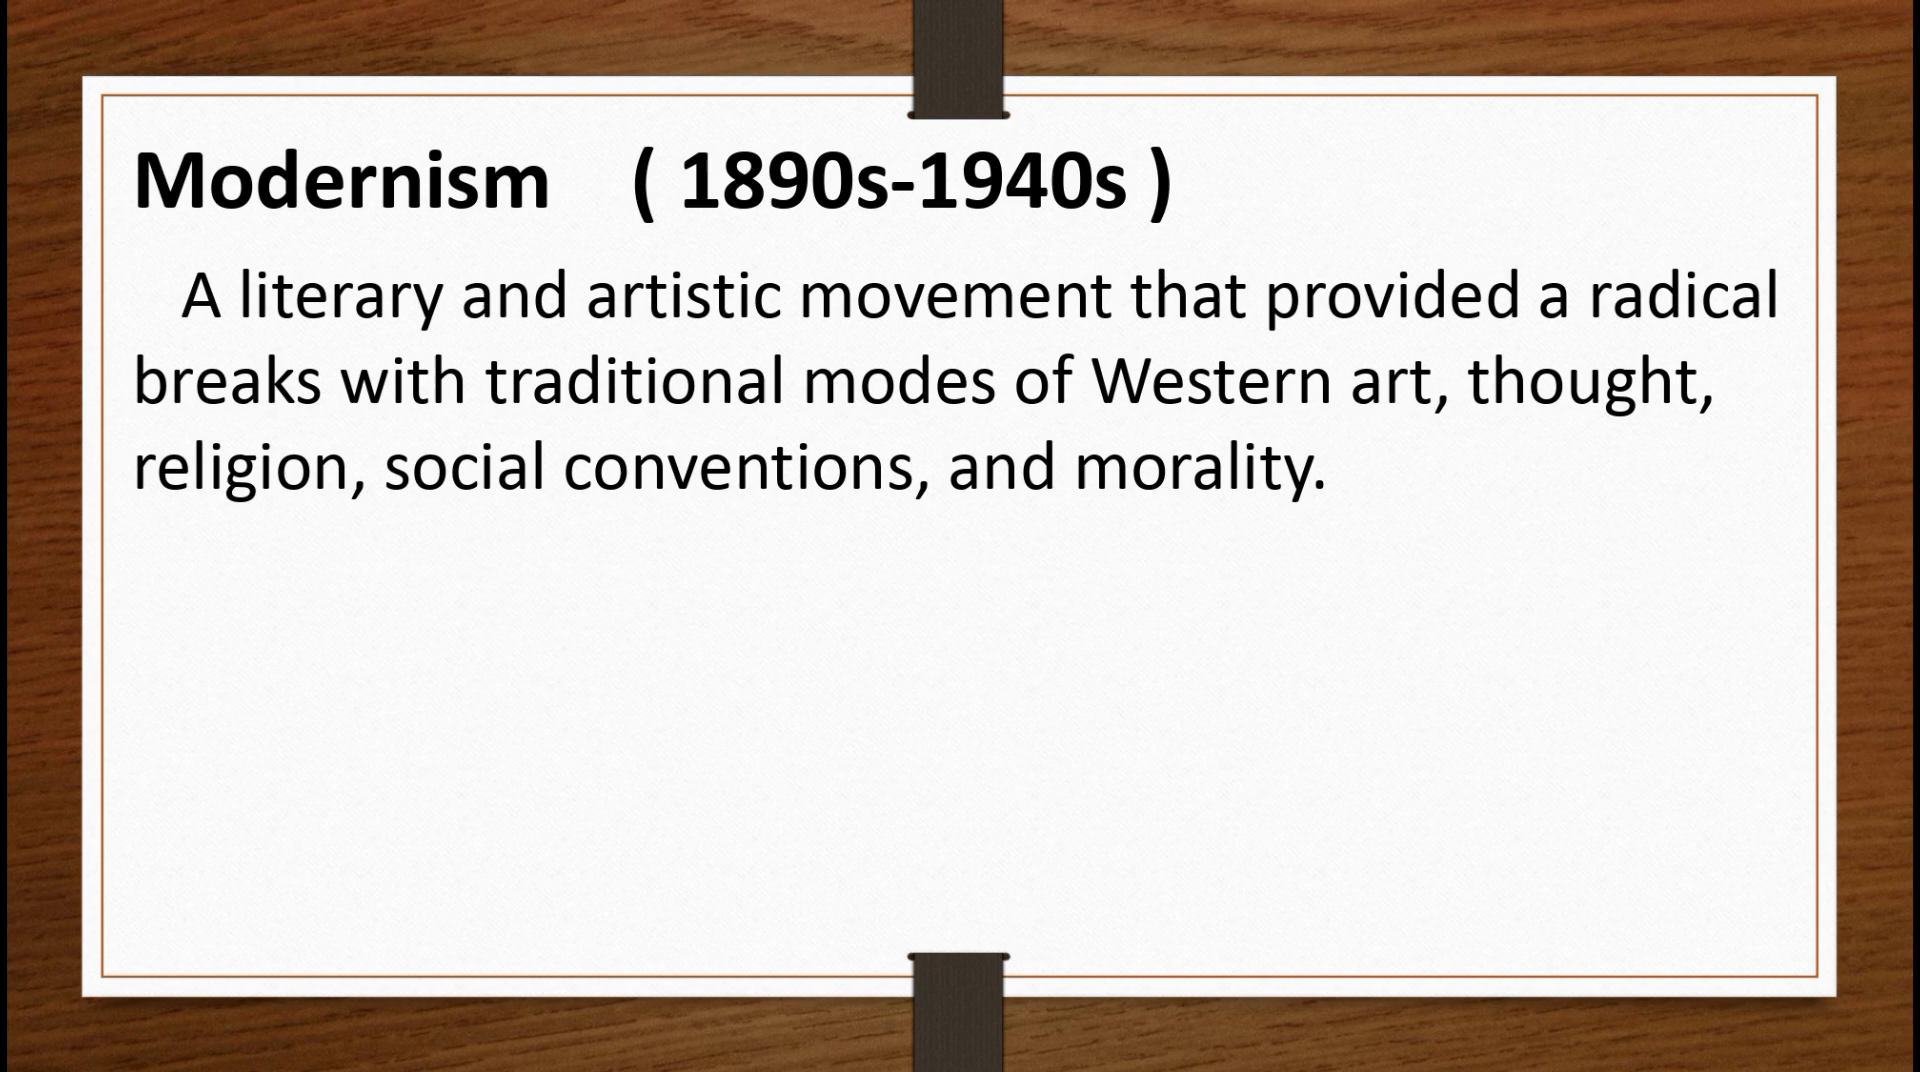 Modernism ( 1890s-1940s )
A literary and artistic movement that provided a radical
breaks with traditional modes of Western art, thought,
religion, social conventions, and morality.